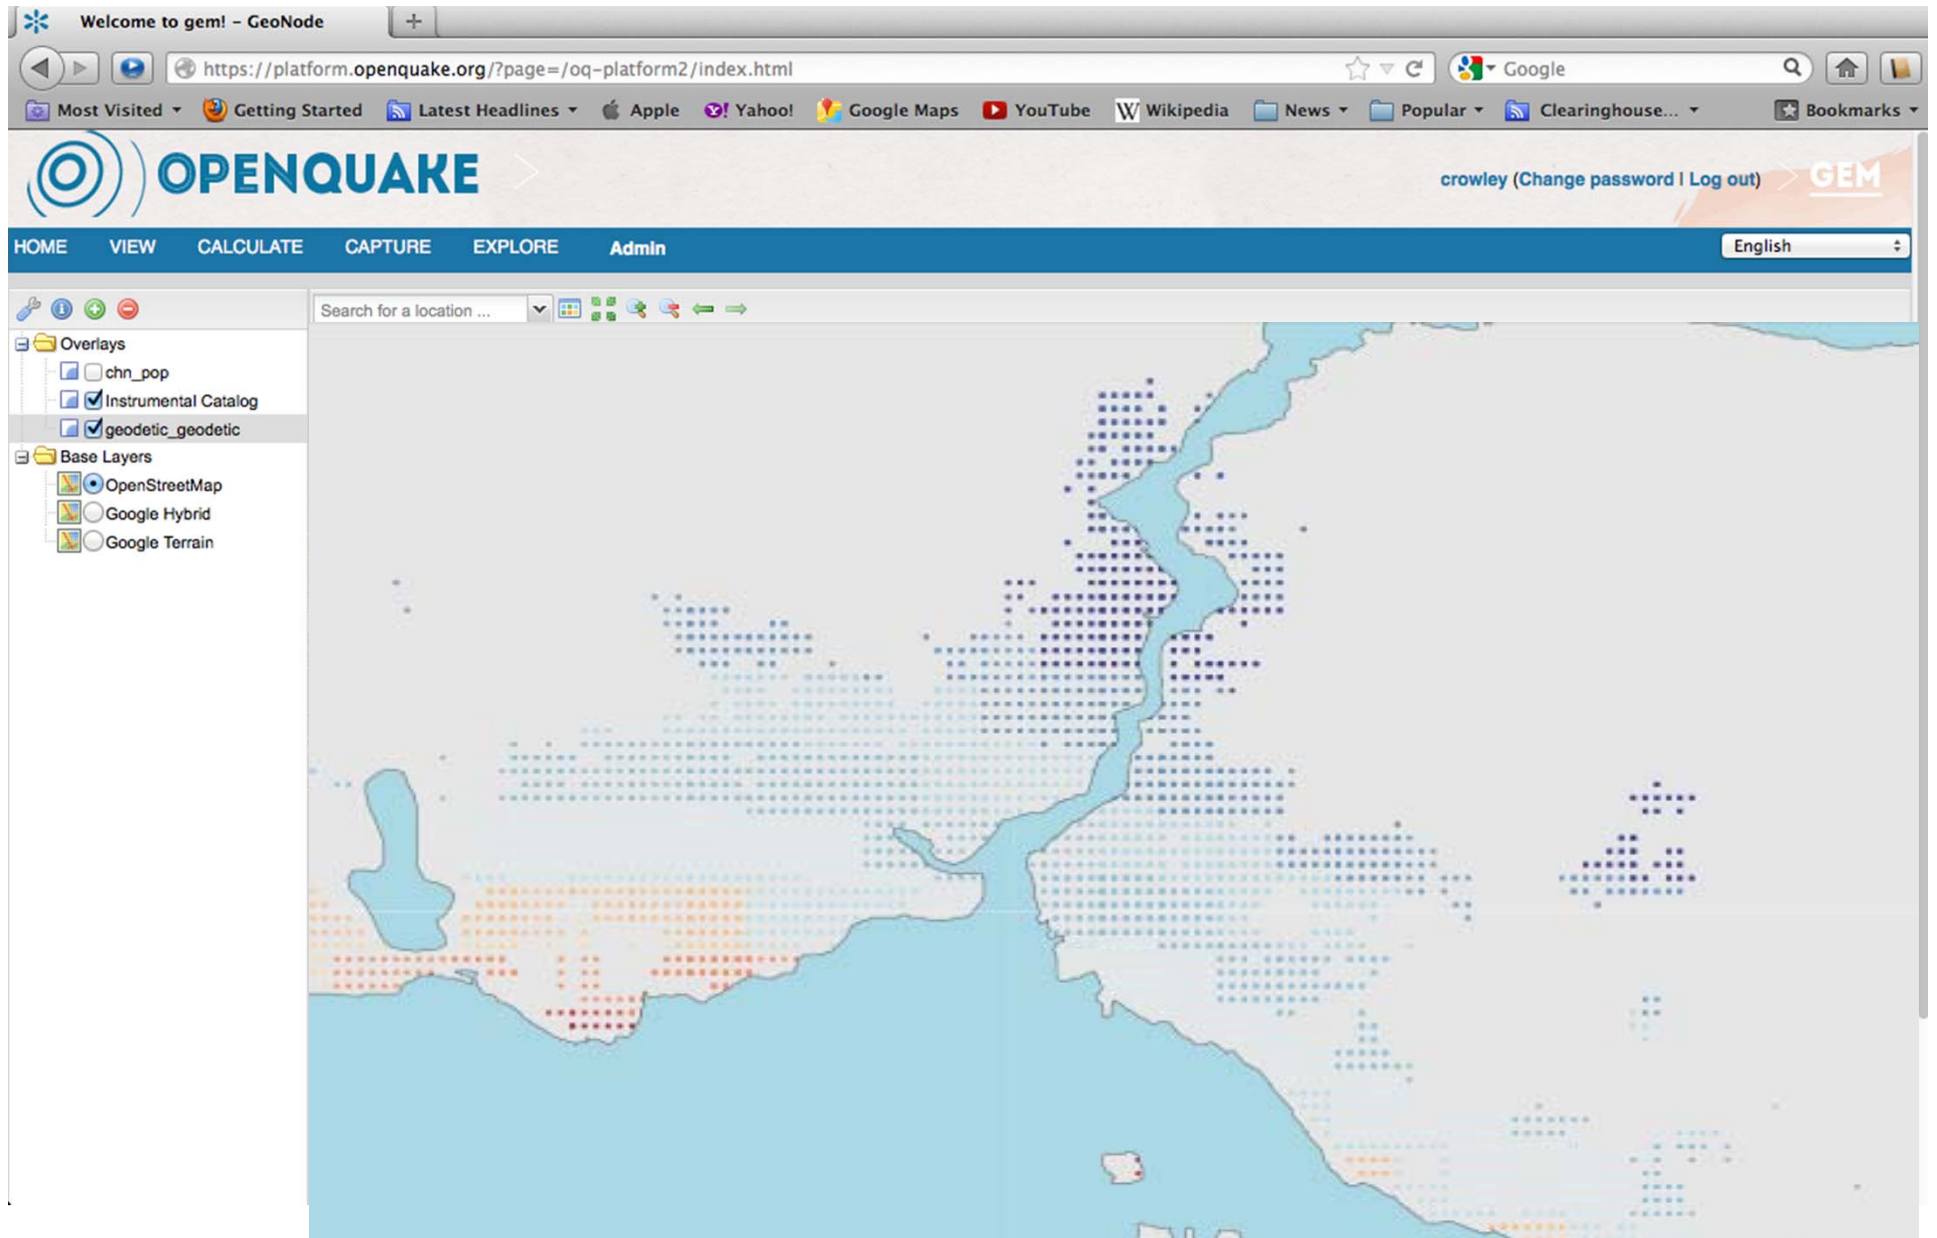 Welcome to gem! – GeoNode
https://platform.openquake.org/?page=/oq-platform2/index.html
Google
Most Visited Getting Started Latest Headlines Apple Yahoo! Google Maps YouTube Wikipedia News Popular Clearinghouse... Bookmarks
OPENQUAKE
crowley (Change password | Log out)
GEM
HOME VIEW CALCULATE CAPTURE EXPLORE Admin
English
Search for a location ...
Overlays
chn_pop
Instrumental Catalog
geodetic_geodetic
Base Layers
OpenStreetMap
Google Hybrid
Google Terrain